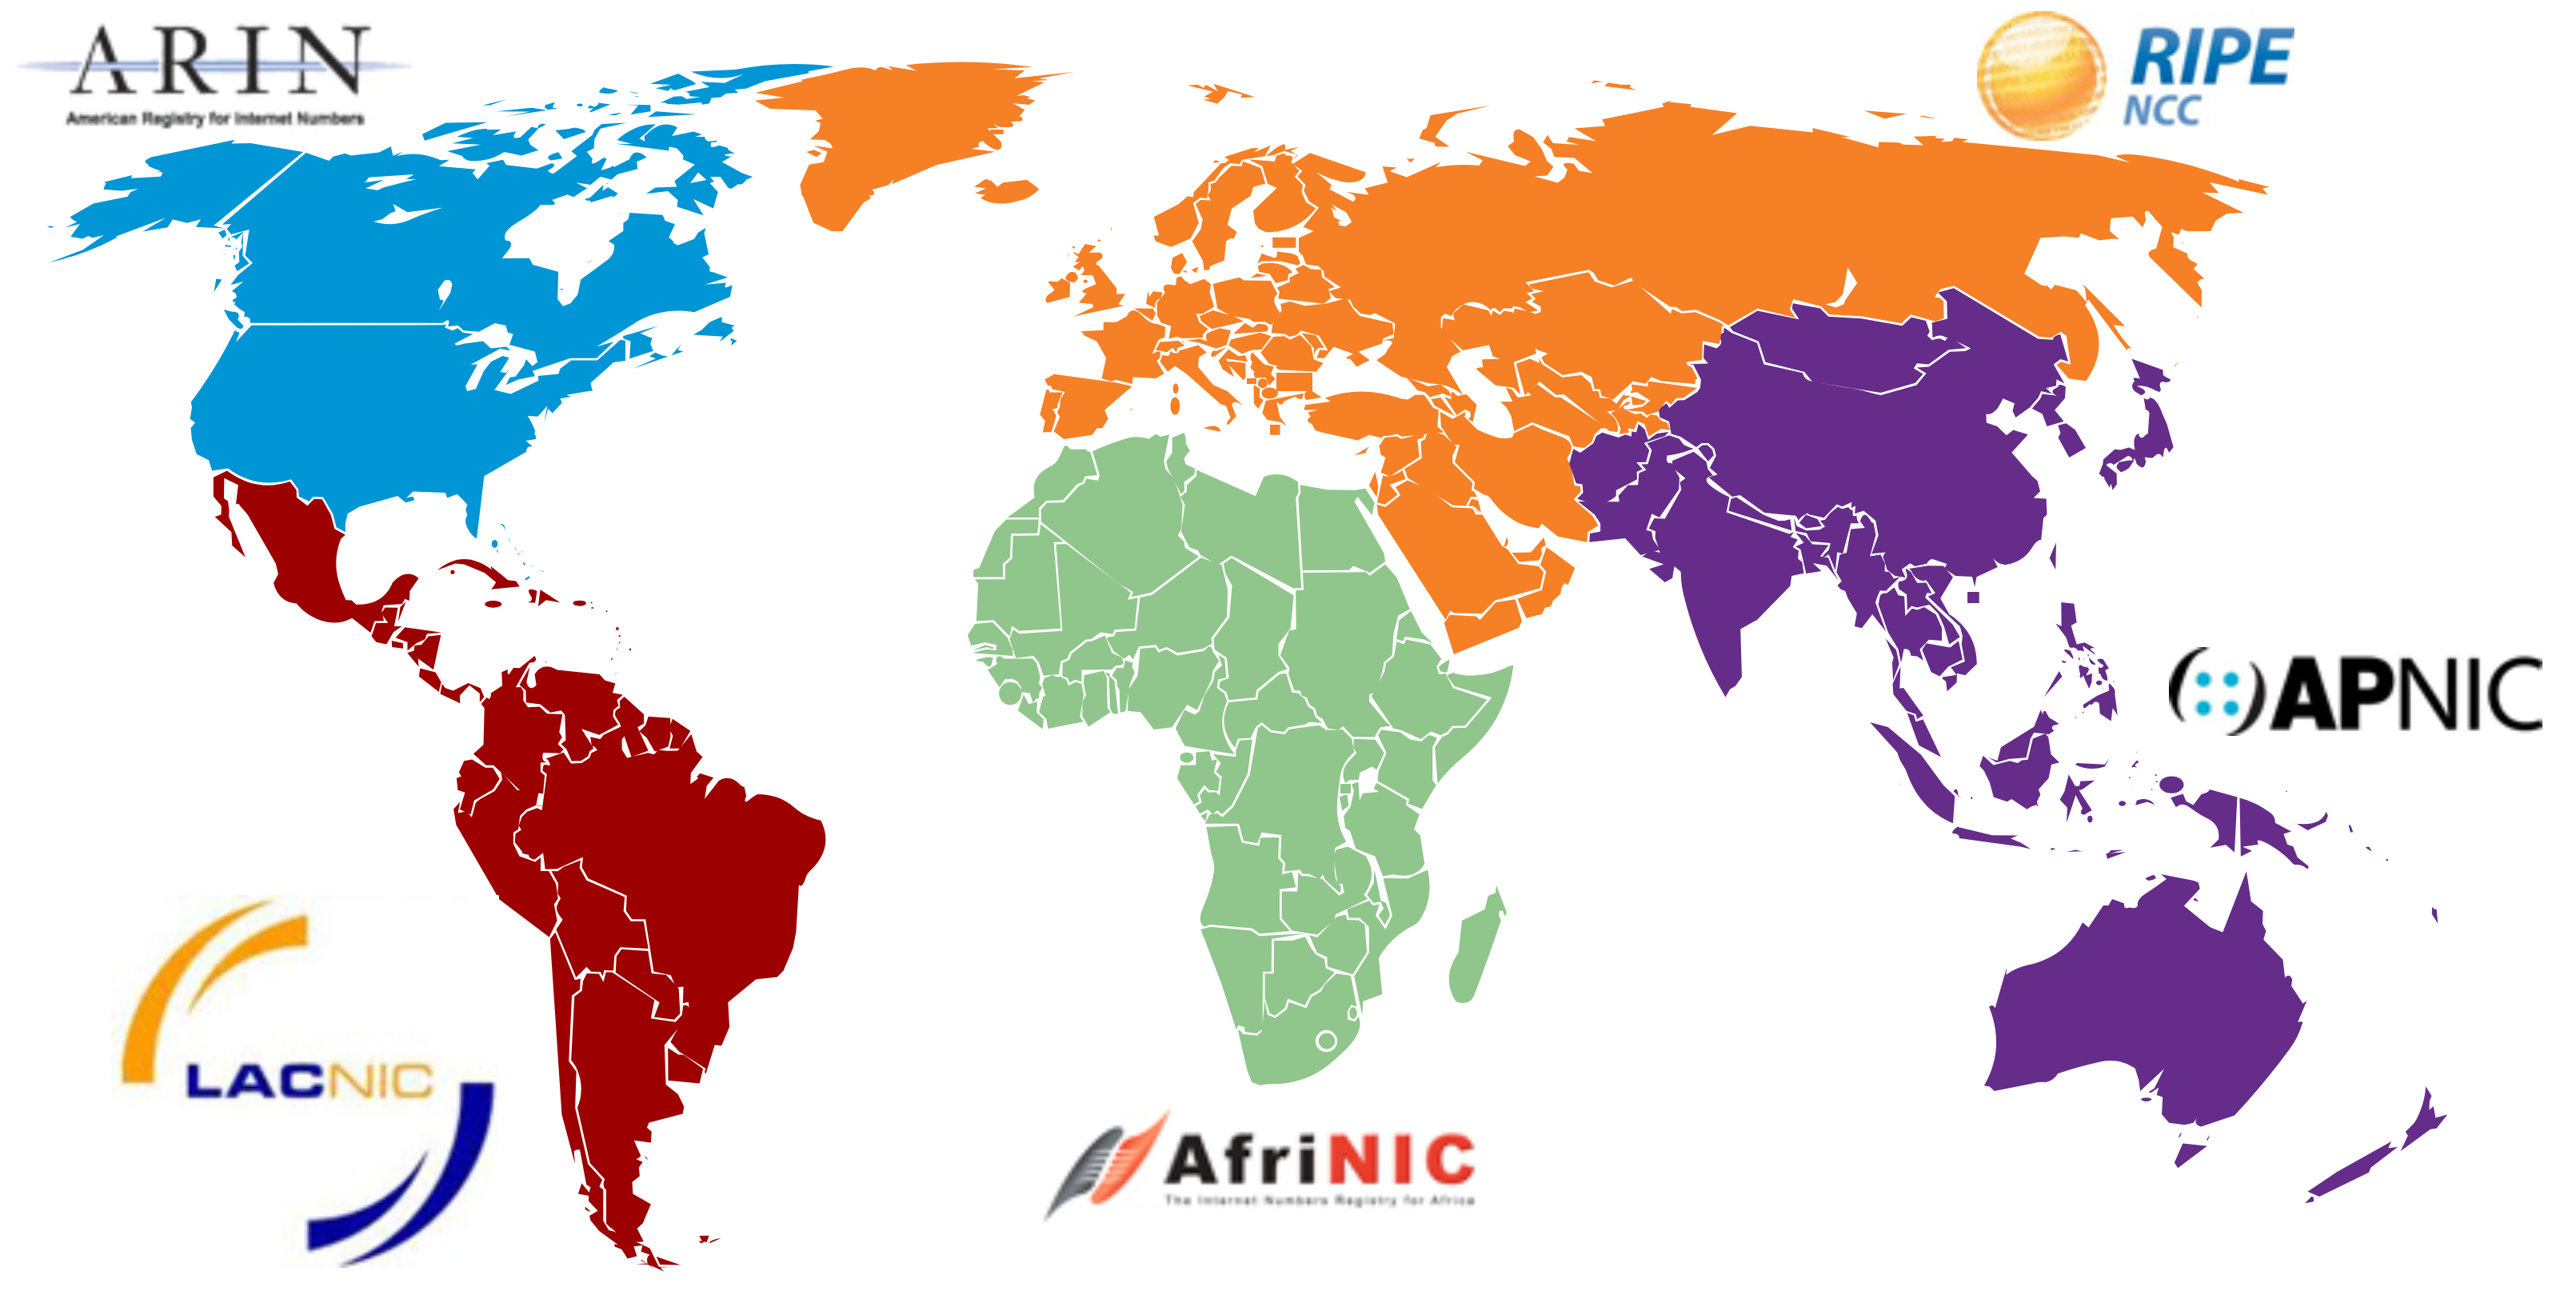 ARIN
American Registry for Internet Numbers
RIPE
NCC
APNIC
LACNIC
AfriNIC
The Internet Numbers Registry for Africa